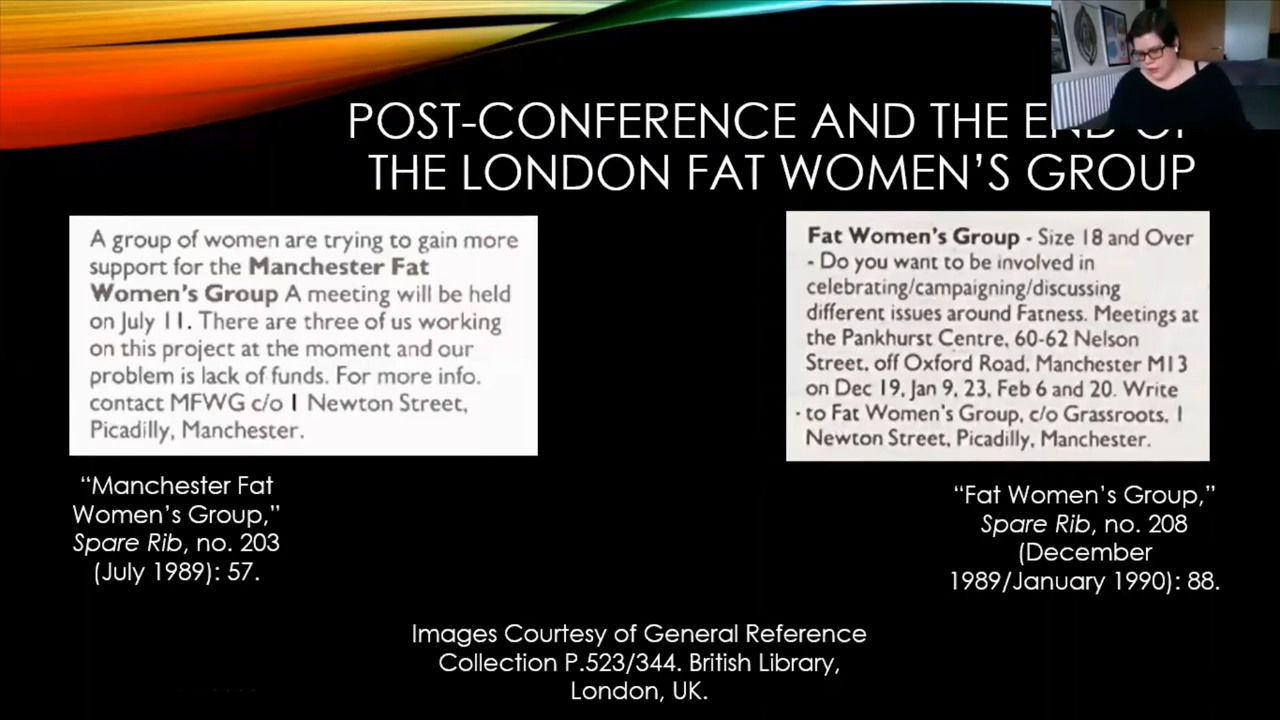 POST-CONFERENCE AND THE END OF
THE LONDON FAT WOMEN'S GROUP
A group of women are trying to gain more
support for the Manchester Fat
Women's Group A meeting will be held
on July 11. There are three of us working
on this project at the moment and our
problem is lack of funds. For more info.
contact MFWG c/o 1 Newton Street,
Picadilly, Manchester.
"Manchester Fat
Women's Group,"
Spare Rib, no. 203
(July 1989): 57.
Fat Women's Group - Size 18 and Over
- Do you want to be involved in
celebrating/campaigning/discussing
different issues around Fatness. Meetings at
the Pankhurst Centre, 60-62 Nelson
Street, off Oxford Road, Manchester M13
on Dec 19, Jan 9, 23, Feb 6 and 20. Write
to Fat Women's Group, c/o Grassroots, 1
Newton Street, Picadilly, Manchester.
"Fat Women's Group,"
Spare Rib, no. 208
(December
1989/January 1990): 88.
Images Courtesy of General Reference
Collection P.523/344. British Library,
London, UK.